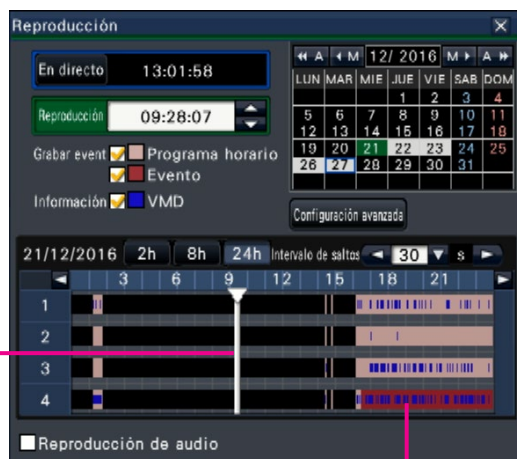 Reproducción
En directo 13:01:58
Reproducción 09:28:07
Grabar event Programa horario
Evento
Información VMD
A M 12/ 2016 M A
LUN MAR MIE JUE VIE SAB DOM
1 2 3 4
5 6 7 8 9 10 11
12 13 14 15 16 17 18
19 20 21 22 23 24 25
26 27 28 29 30 31
Configuración avanzada
21/12/2016 2h 8h 24h Intervalo de saltos 30 s
3 6 9 12 15 18 21
1
2
3
4
Reproducción de audio